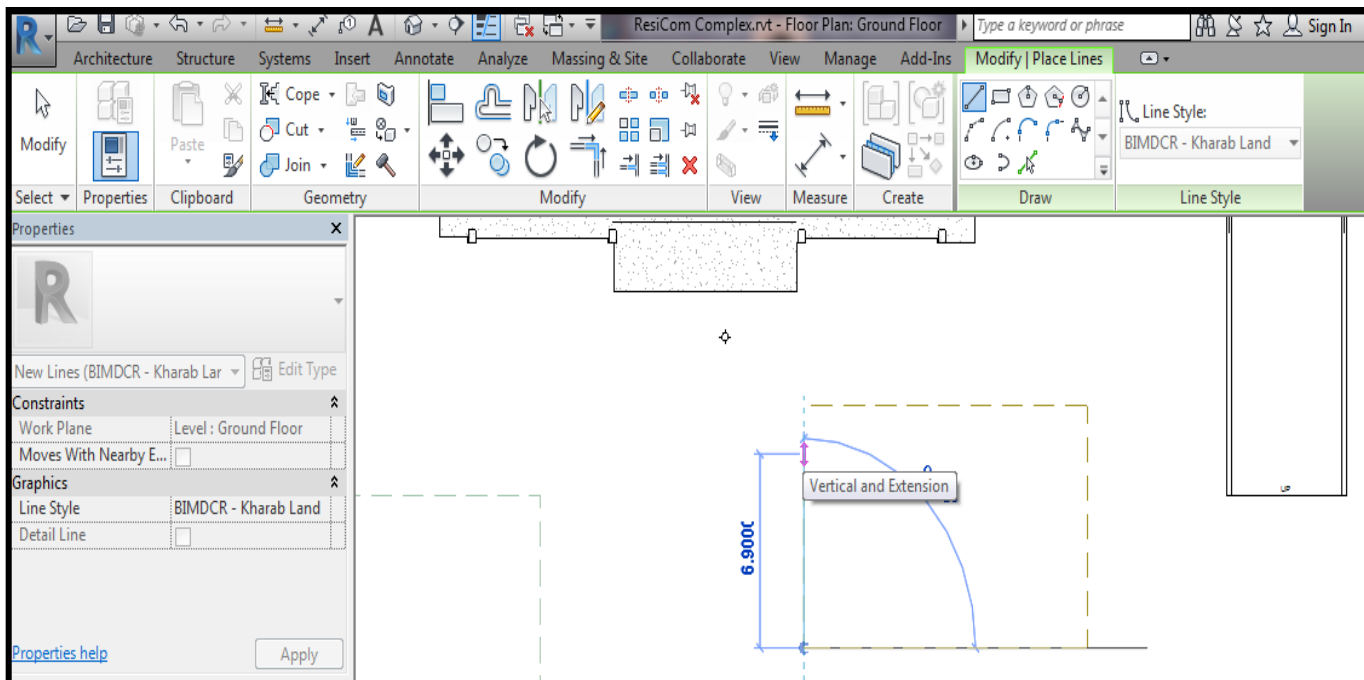 ResiCom Complex.rvt - Floor Plan: Ground Floor
Type a keyword or phrase
Sign In
Architecture Structure Systems Insert Annotate Analyze Massing & Site Collaborate View Manage Add-Ins Modify | Place Lines
Modify
Paste
Cope
Cut
Join
Line Style:
BIMDCR - Kharab Land
Select Properties Clipboard Geometry Modify View Measure Create Draw Line Style
Properties X
R
New Lines (BIMDCR - Kharab Lar
Edit Type
Constraints
Work Plane Level : Ground Floor
Moves With Nearby E...
Graphics
Line Style BIMDCR - Kharab Land
Detail Line
Properties help
Apply
Vertical and Extension
UP